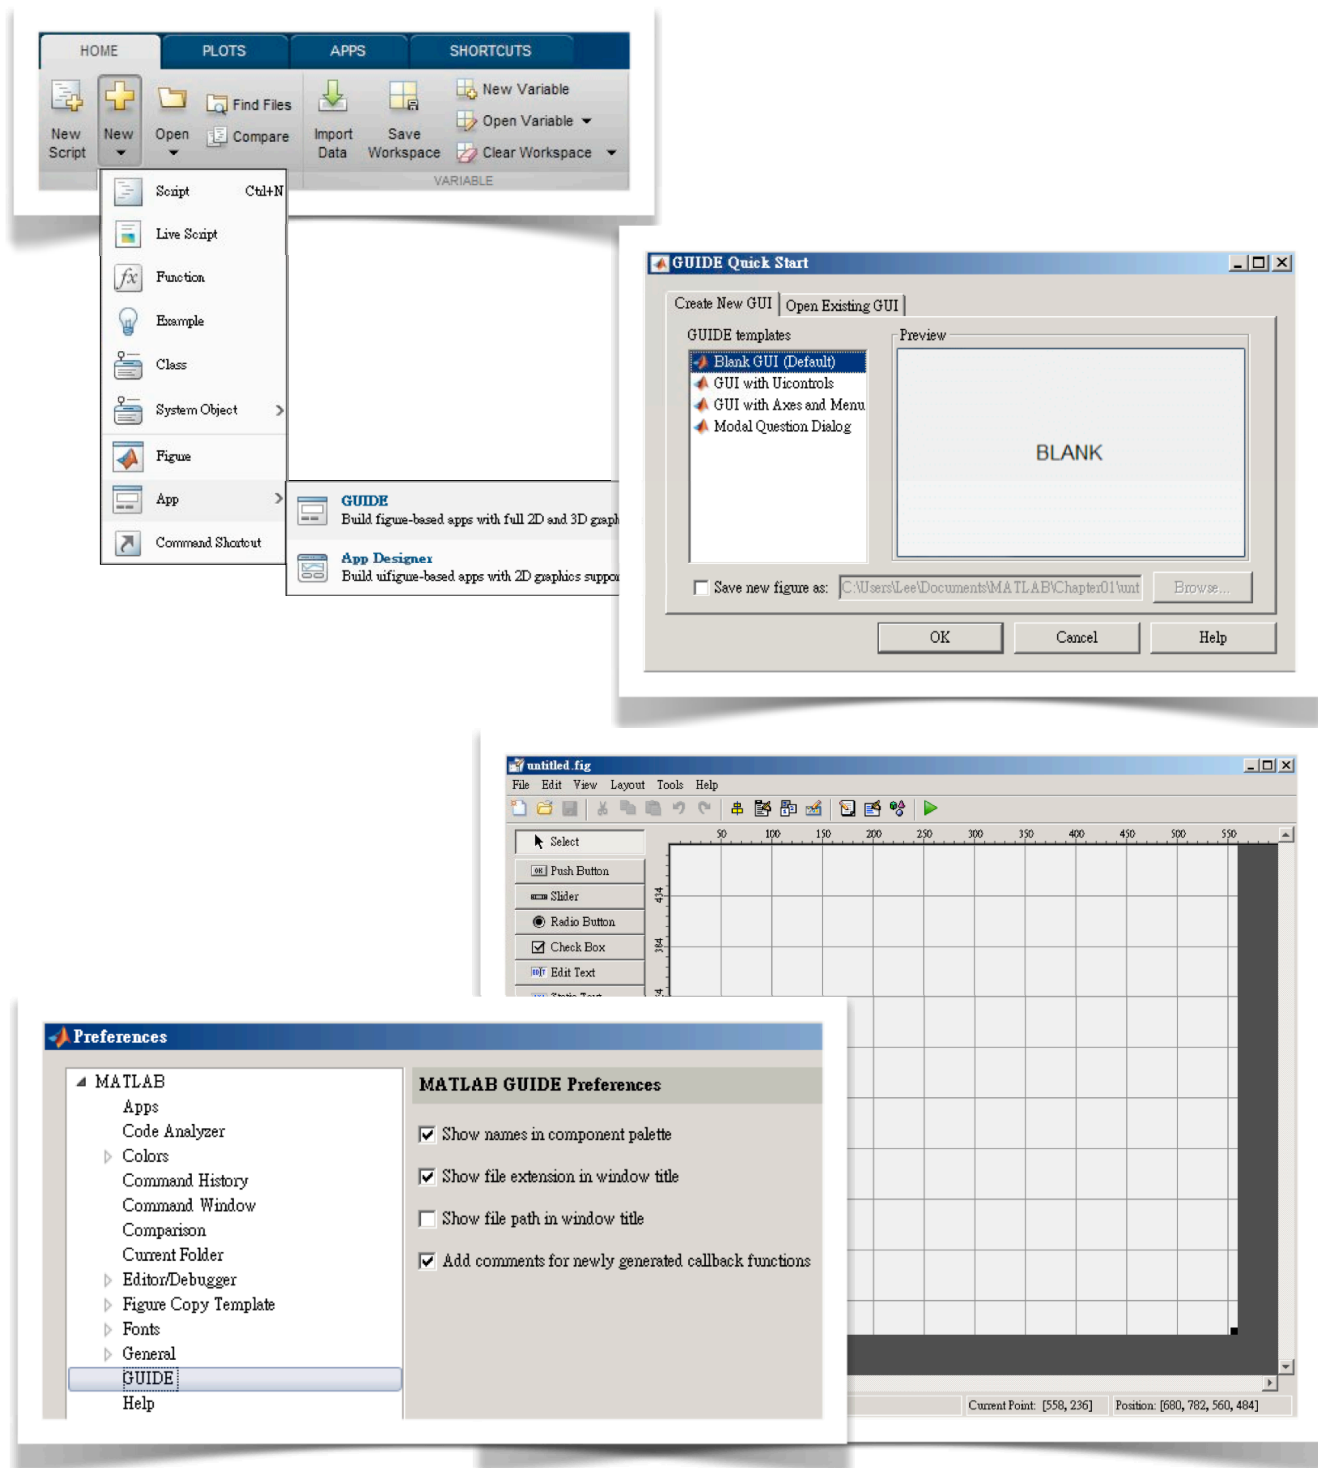 HOME PLOTS APPS SHORTCUTS
New Script
New
Open
Find Files
Compare
Import Data
Save Workspace
New Variable
Open Variable
Clear Workspace
VARIABLE
Script Ctrl+N
Live Script
Function
Example
Class
System Object
Figure
App
Command Shortcut
GUIDE
Build figure-based apps with full 2D and 3D graph
App Designer
Build uifigure-based apps with 2D graphics suppor
GUIDE Quick Start
Create New GUI Open Existing GUI
GUIDE templates
Blank GUI (Default)
GUI with Uicontrols
GUI with Axes and Menu
Modal Question Dialog
Preview
BLANK
Save new figure as: C:\Users\Lee\Documents\MATLAB\Chapter01\unt Browse...
OK Cancel Help
untitled.fig
File Edit View Layout Tools Help
50 100 150 200 250 300 350 400 450 500 550
Select
OK Push Button
Slider
Radio Button
Check Box
Edit Text
434
384
Current Point: [558, 236] Position: [680, 782, 560, 484]
Preferences
MATLAB
Apps
Code Analyzer
Colors
Command History
Command Window
Comparison
Current Folder
Editor/Debugger
Figure Copy Template
Fonts
General
GUIDE
Help
MATLAB GUIDE Preferences
Show names in component palette
Show file extension in window title
Show file path in window title
Add comments for newly generated callback functions